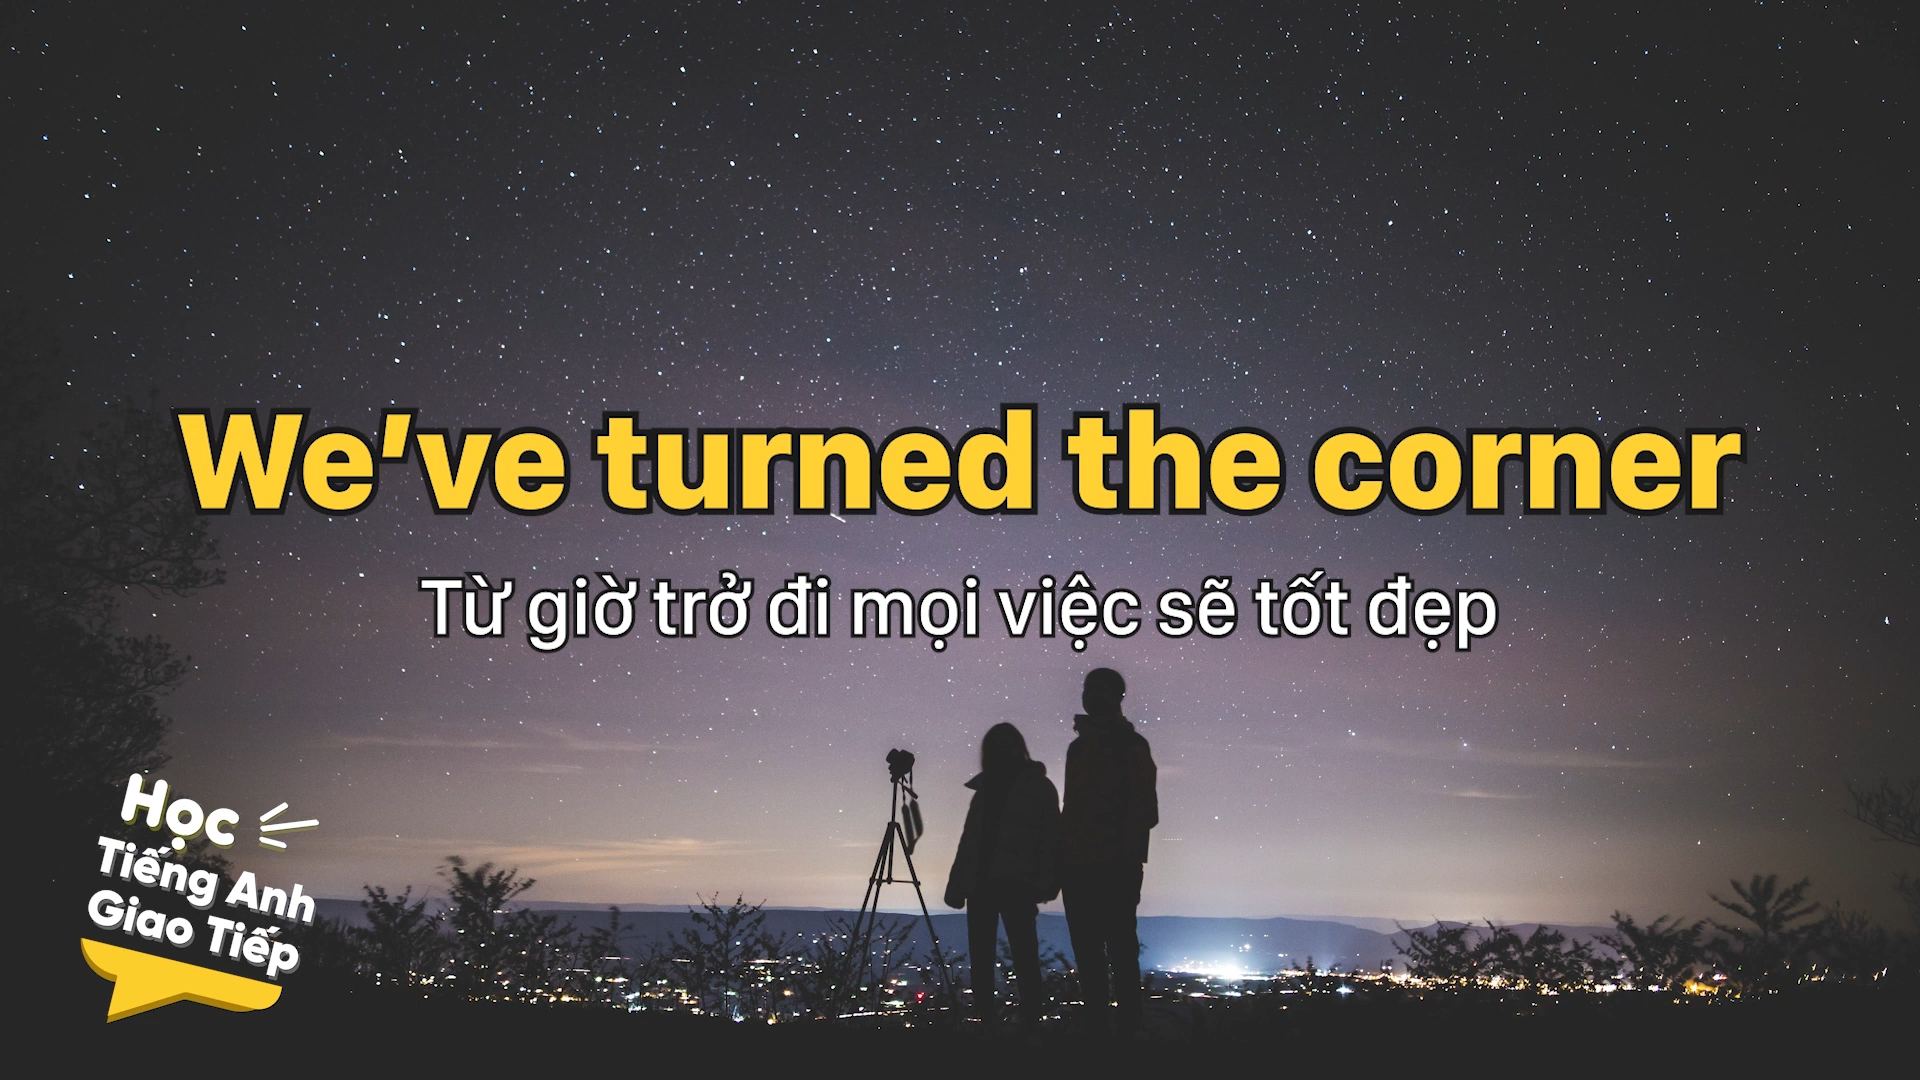 We've turned the corner
Từ giờ trở đi mọi việc sẽ tốt đẹp
Học
Tiếng Anh
Giao Tiếp